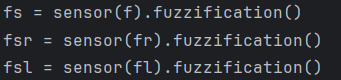 fs = sensor(f).fuzzification()
fsr = sensor(fr).fuzzification()
fsl = sensor(fl).fuzzification()